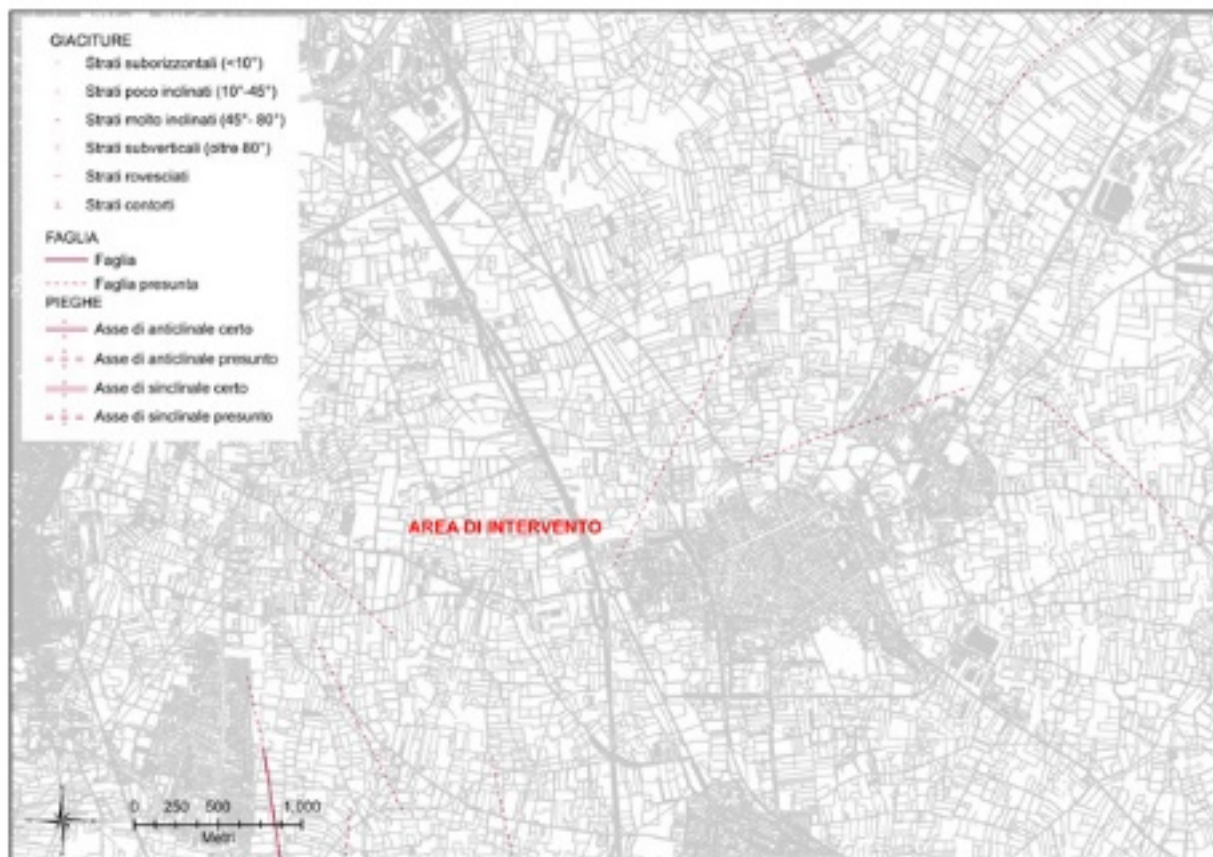 GIACITURE
Strati suborizzontali (<10°)
Strati poco inclinati (10°-45°)
Strati molto inclinati (45°- 80°)
Strati subverticali (oltre 80°)
Strati rovesciati
Strati contorti
FAGLIA
Faglia
Faglia presunta
PIEGHE
Asse di anticlinale certo
Asse di anticlinale presunto
Asse di sinclinale certo
Asse di sinclinale presunto
AREA DI INTERVENTO
0 250 500 1.000
Metri